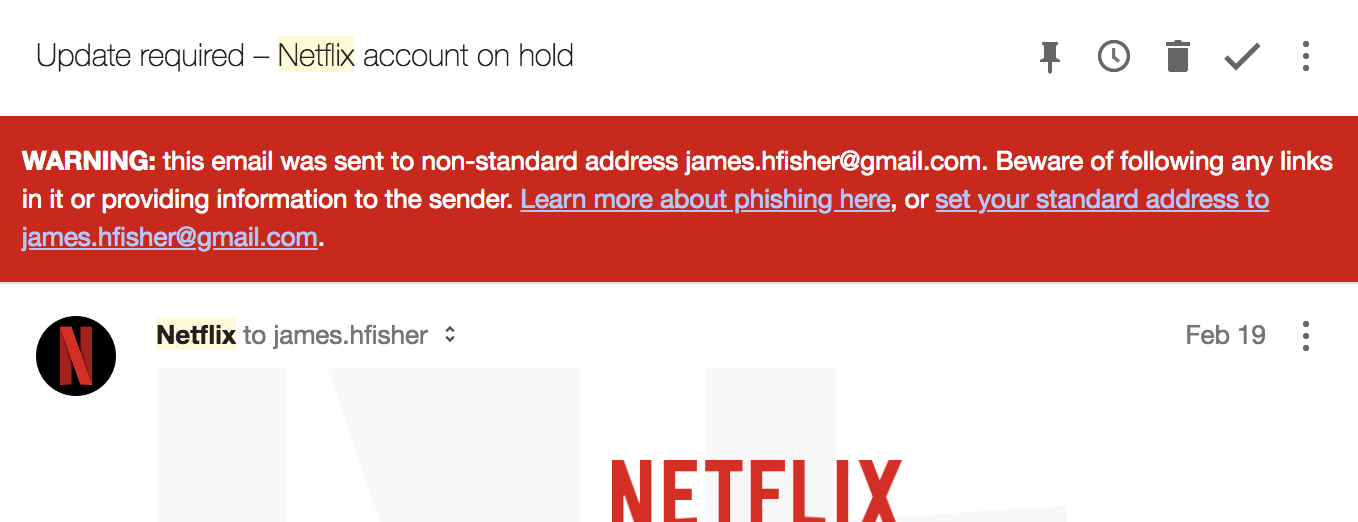 Update required – Netflix account on hold
WARNING: this email was sent to non-standard address james.hfisher@gmail.com. Beware of following any links
in it or providing information to the sender. Learn more about phishing here, or set your standard address to
james.hfisher@gmail.com.
N
Netflix to james.hfisher Feb 19
NETFLIX